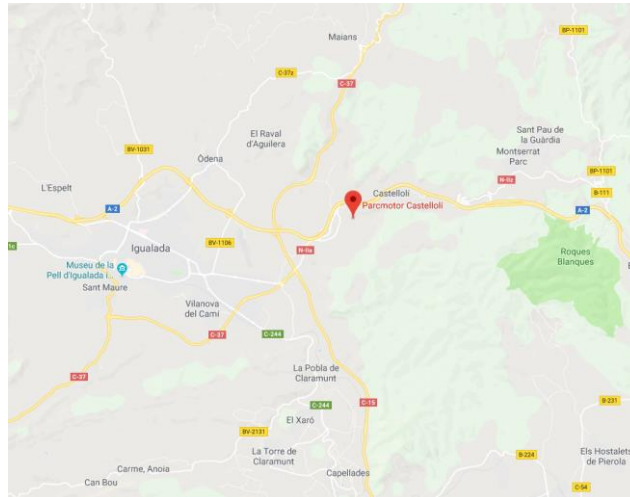 Maians
BP-1101
C-37z
C-37
El Raval
d'Aguilera
Sant Pau de
la Guàrdia
BV-1031
Òdena
Montserrat
Parc
BP-1101
N-IIz
L'Espelt
Castellolí
B-111
Parcmotor Castellolí
A-2
A-2
BV-1106
Igualada
N-IIa
Roques
Blanques
Museu de la
Pell d'Igualada i...
Sant Maure
Vilanova
del Camí
C-37
C-244
La Pobla de
Claramunt
C-37
C-15
B-231
C-244
El Xaró
BV-2131
La Torre de
Claramunt
B-224
Els Hostalets
de Pierola
Carme, Anoia
Capellades
Can Bou
C-54